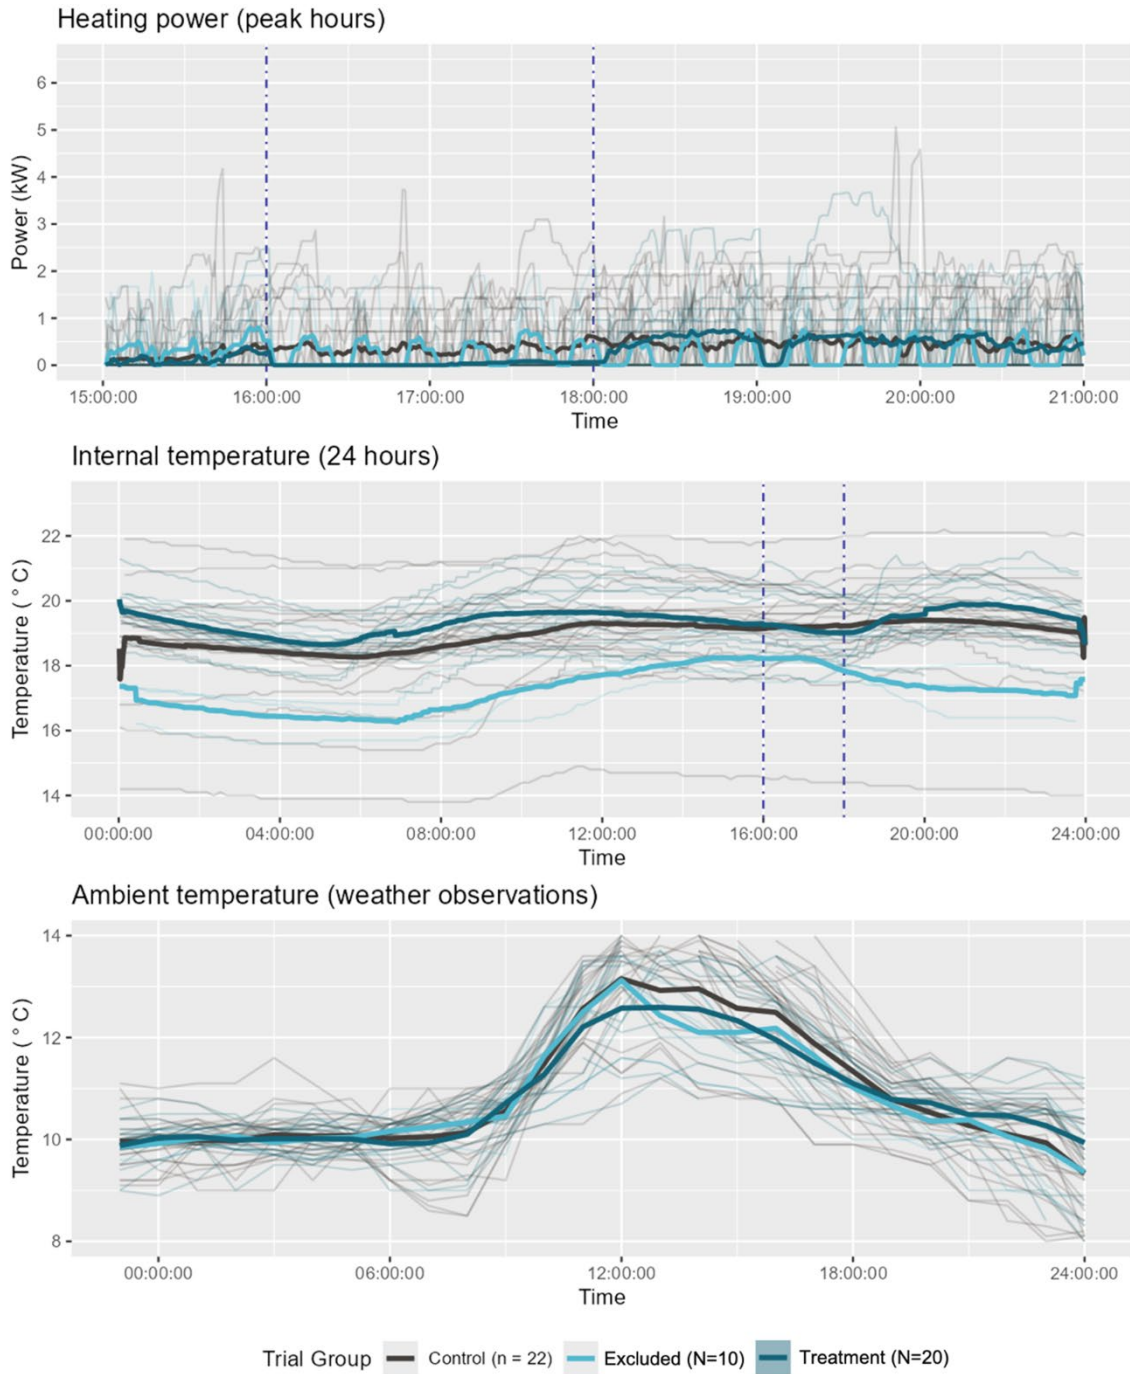 Heating power (peak hours)
6
5
4
3
2
1
0
Power (kW)
15:00:00 16:00:00 17:00:00 18:00:00 19:00:00 20:00:00 21:00:00
Time
Internal temperature (24 hours)
22
20
18
16
14
Temperature ( ° C)
00:00:00 04:00:00 08:00:00 12:00:00 16:00:00 20:00:00 24:00:00
Time
Ambient temperature (weather observations)
14
12
10
8
Temperature ( ° C)
00:00:00 06:00:00 12:00:00 18:00:00 24:00:00
Time
Trial Group Control (n = 22) Excluded (N=10) Treatment (N=20)